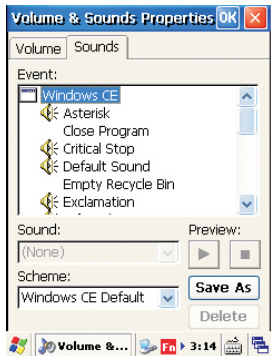 Volume & Sounds Properties OK
Volume Sounds
Event:
Windows CE
Asterisk
Close Program
Critical Stop
Default Sound
Empty Recycle Bin
Exclamation
Sound: Preview:
(None)
Scheme:
Windows CE Default
Save As
Delete
Volume &... Fn 3:14